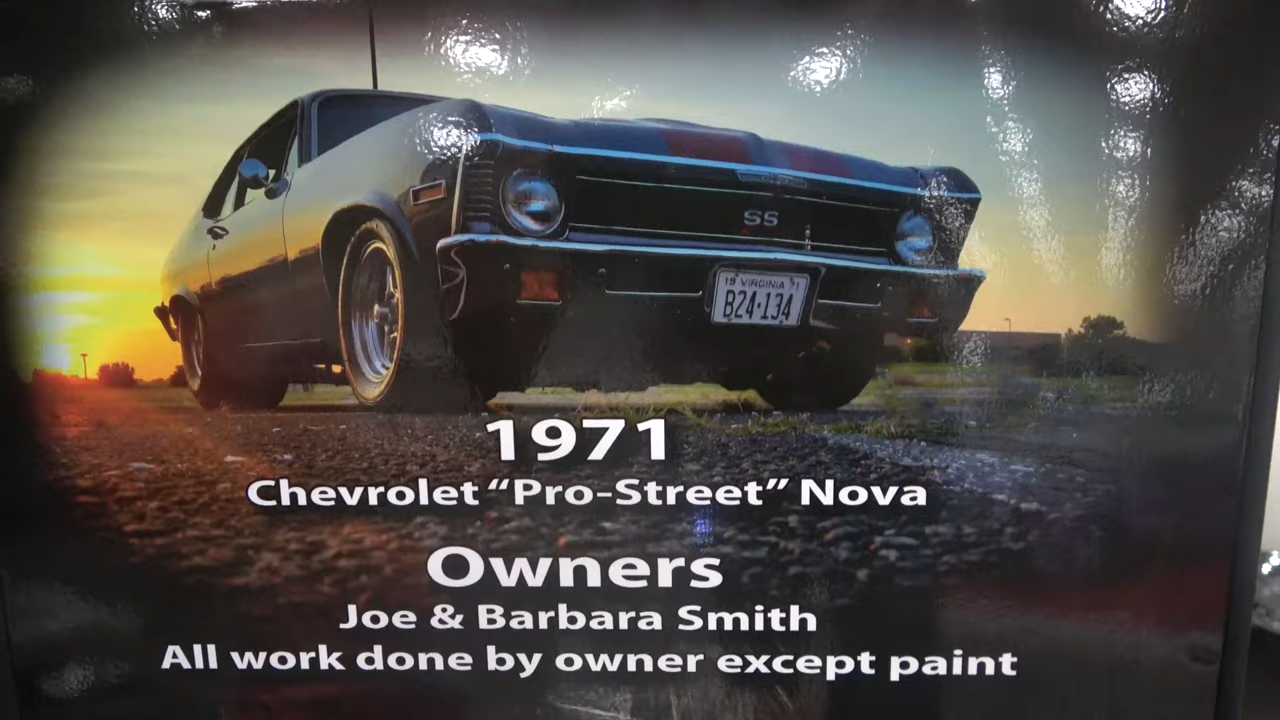 SS
19 VIRGINIA 71
B24·134
1971
Chevrolet “Pro-Street” Nova
Owners
Joe & Barbara Smith
All work done by owner except paint